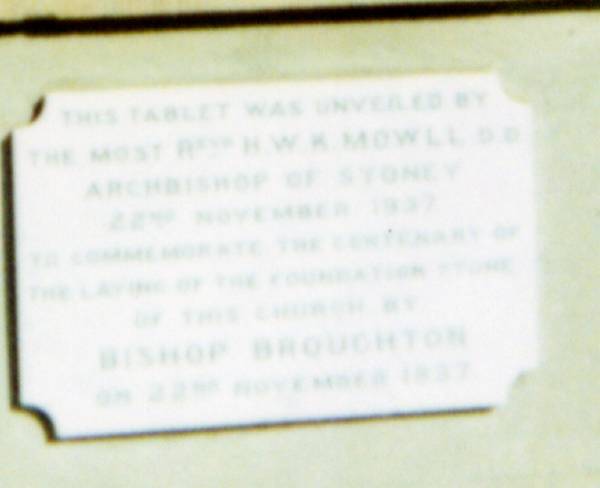 THIS TABLET WAS UNVEILED BY
THE MOST REVD H.W.K. MOWLL D.D.
ARCHBISHOP OF SYDNEY
22ND NOVEMBER 1937
TO COMMEMORATE THE CENTENARY OF
THE LAYING OF THE FOUNDATION STONE
OF THIS CHURCH BY
BISHOP BROUGHTON
ON 22ND NOVEMBER 1837